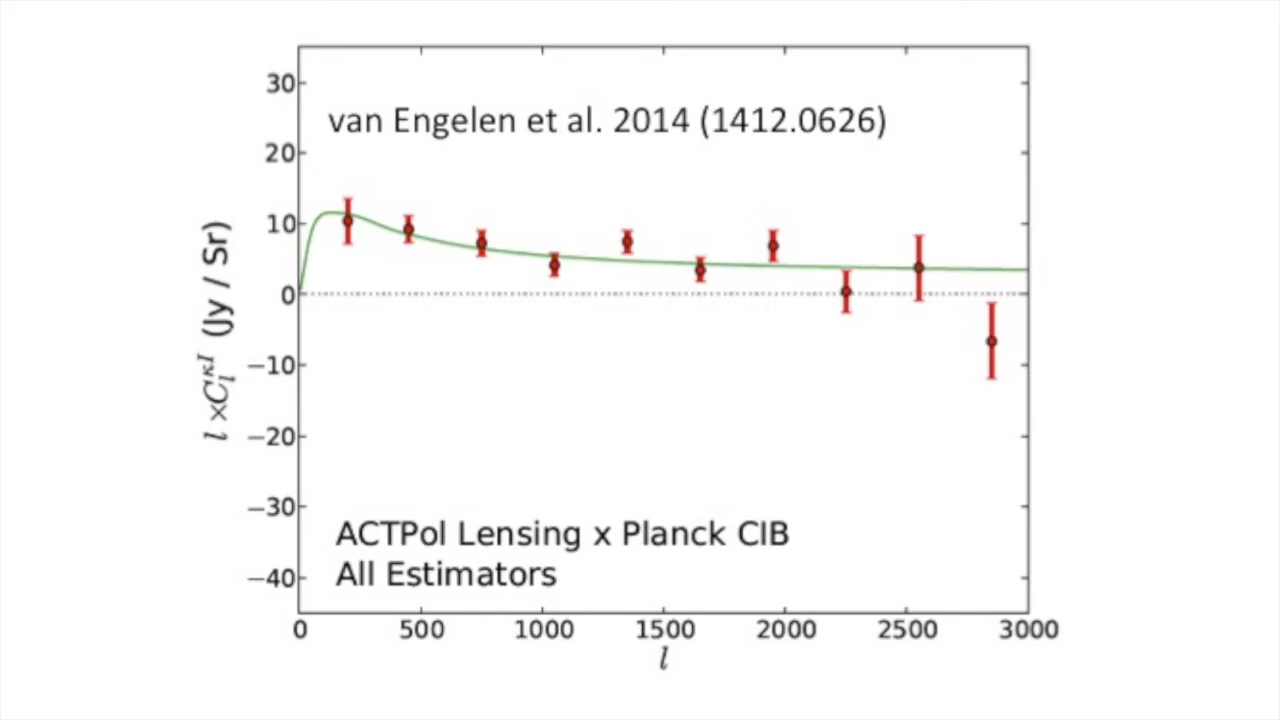 van Engelen et al. 2014 (1412.0626)
30
20
10
0
−10
−20
−30
−40
l ×C_l^{κI} (Jy / Sr)
ACTPol Lensing x Planck CIB
All Estimators
0 500 1000 1500 2000 2500 3000
l